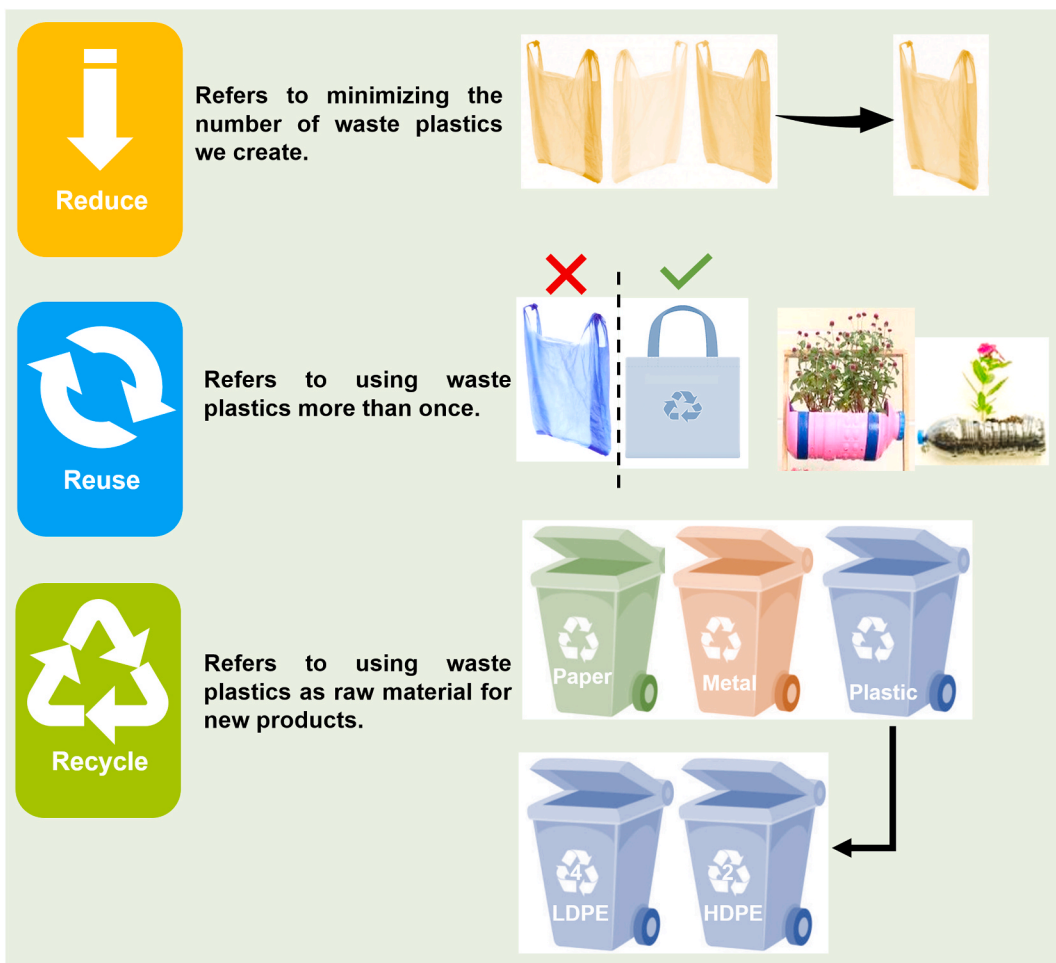 Reduce
Refers to minimizing the
number of waste plastics
we create.
Reuse
Refers to using waste
plastics more than once.
Recycle
Refers to using waste
plastics as raw material for
new products.
Paper
Metal
Plastic
4
LDPE
2
HDPE